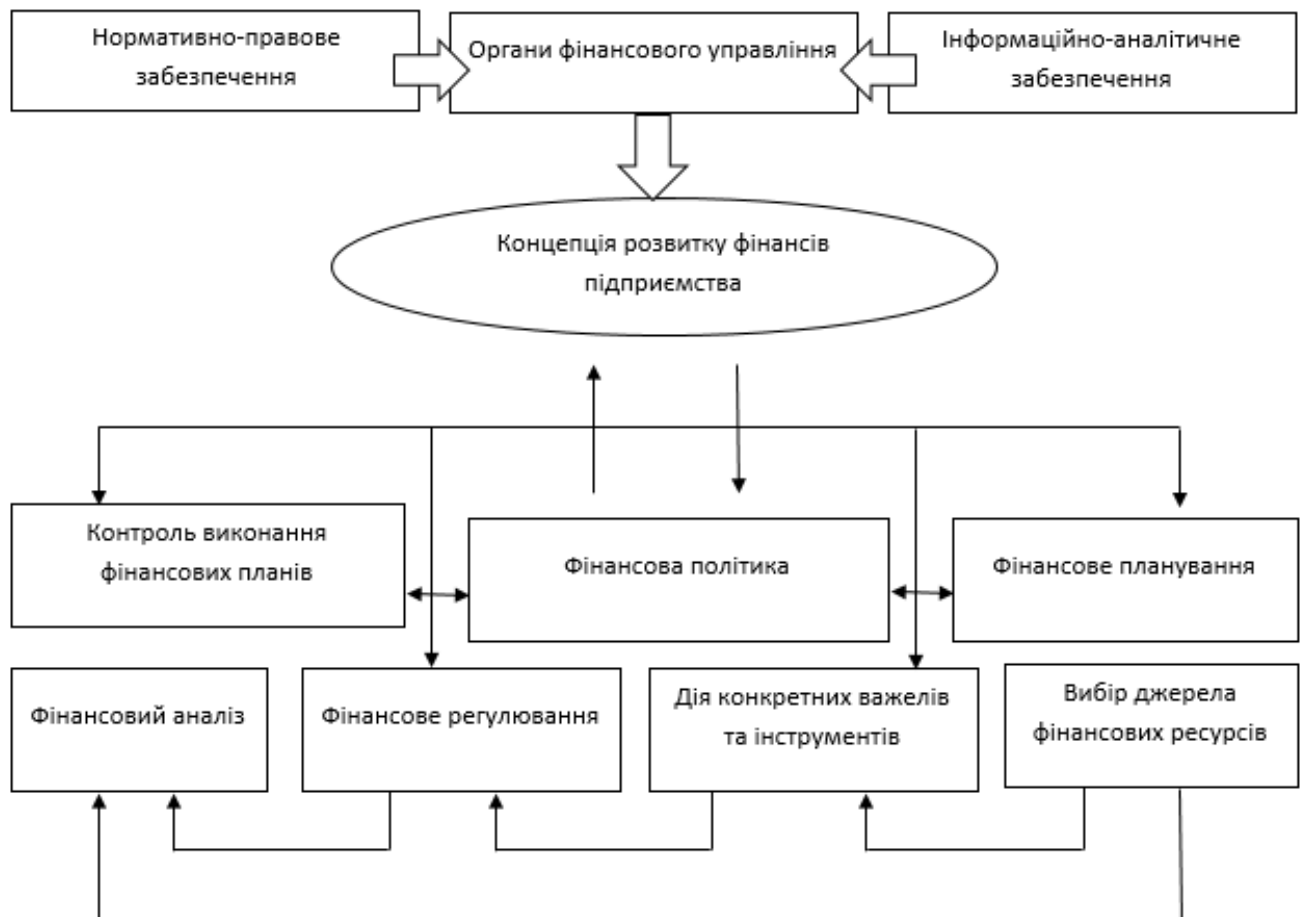 Нормативно-правове
забезпечення
Органи фінансового управління
Інформаційно-аналітичне
забезпечення
Концепція розвитку фінансів
підприємства
Контроль виконання
фінансових планів
Фінансова політика
Фінансове планування
Фінансовий аналіз
Фінансове регулювання
Дія конкретних важелів
та інструментів
Вибір джерела
фінансових ресурсів